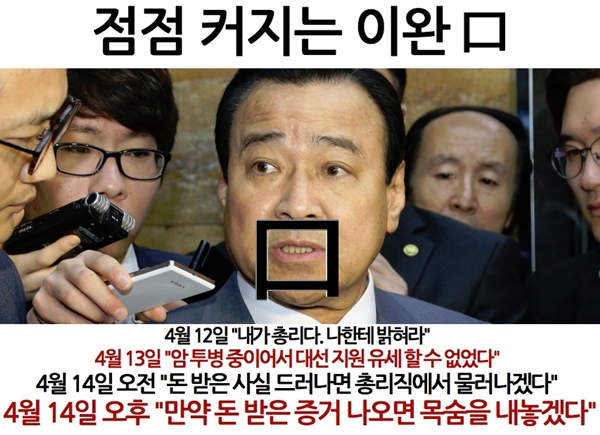 점점 커지는 이완 口
口
4월 12일 "내가 총리다. 나한테 밝혀라"
4월 13일 "암 투병 중이어서 대선 지원 유세 할 수 없었다"
4월 14일 오전 "돈 받은 사실 드러나면 총리직에서 물러나겠다"
4월 14일 오후 "만약 돈 받은 증거 나오면 목숨을 내놓겠다"